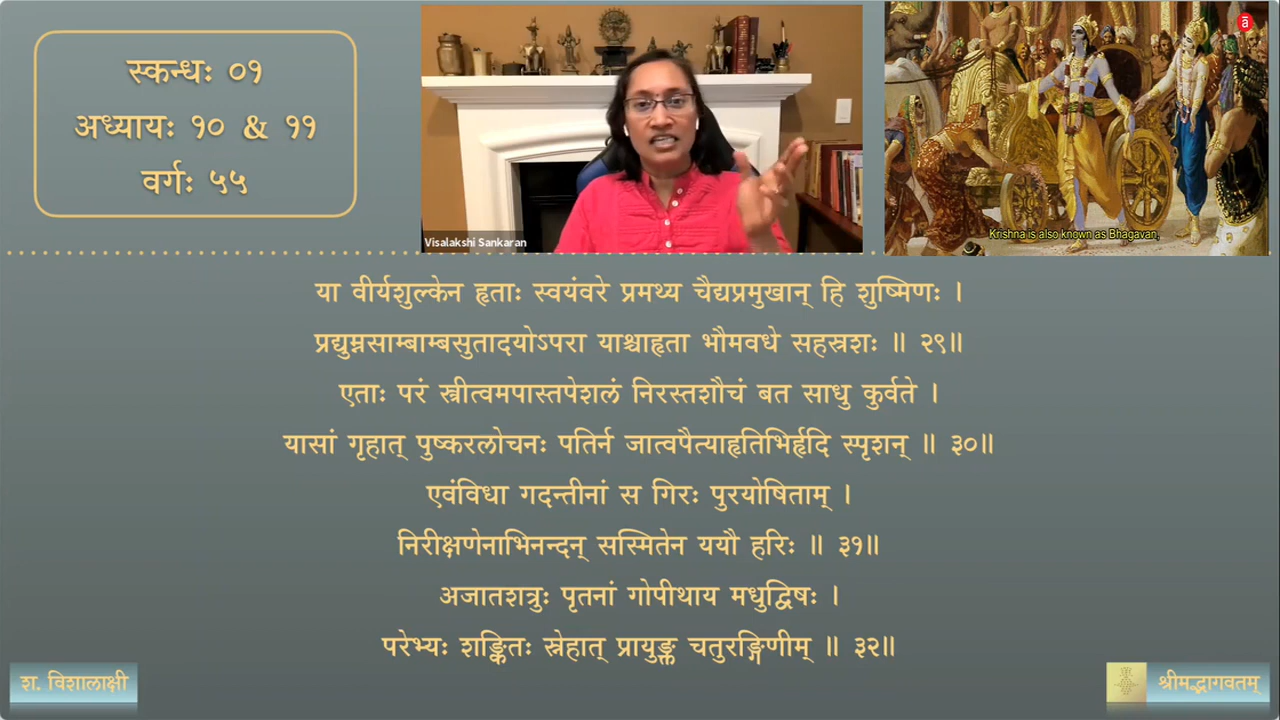 स्कन्धः ०१
अध्यायः १० & ११
वर्गः ५५
Visalakshi Sankaran
ā
Krishna is also known as Bhagavan,
या वीर्यशुल्केन हृताः स्वयंवरे प्रमथ्य चैद्यप्रमुखान् हि शुष्मिणः ।
प्रद्युम्नसाम्बाम्बसुतादयोऽपरा याश्चाहृता भौमवधे सहस्रशः ॥ २९॥
एताः परं स्त्रीत्वमपास्तपेशलं निरस्तशौचं बत साधु कुर्वते ।
यासां गृहात् पुष्करलोचनः पतिर्न जात्वपैत्याहृतिभिर्हृदि स्पृशन् ॥ ३०॥
एवंविधा गदन्तीनां स गिरः पुरयोषिताम् ।
निरीक्षणेनाभिनन्दन् सस्मितेन ययौ हरिः ॥ ३१॥
अजातशत्रुः पृतनां गोपीथाय मधुद्विषः ।
परेभ्यः शङ्कितः स्नेहात् प्रायुङ्क्त चतुरङ्गिणीम् ॥ ३२॥
श. विशालाक्षी
श्रीमद्भागवतम्